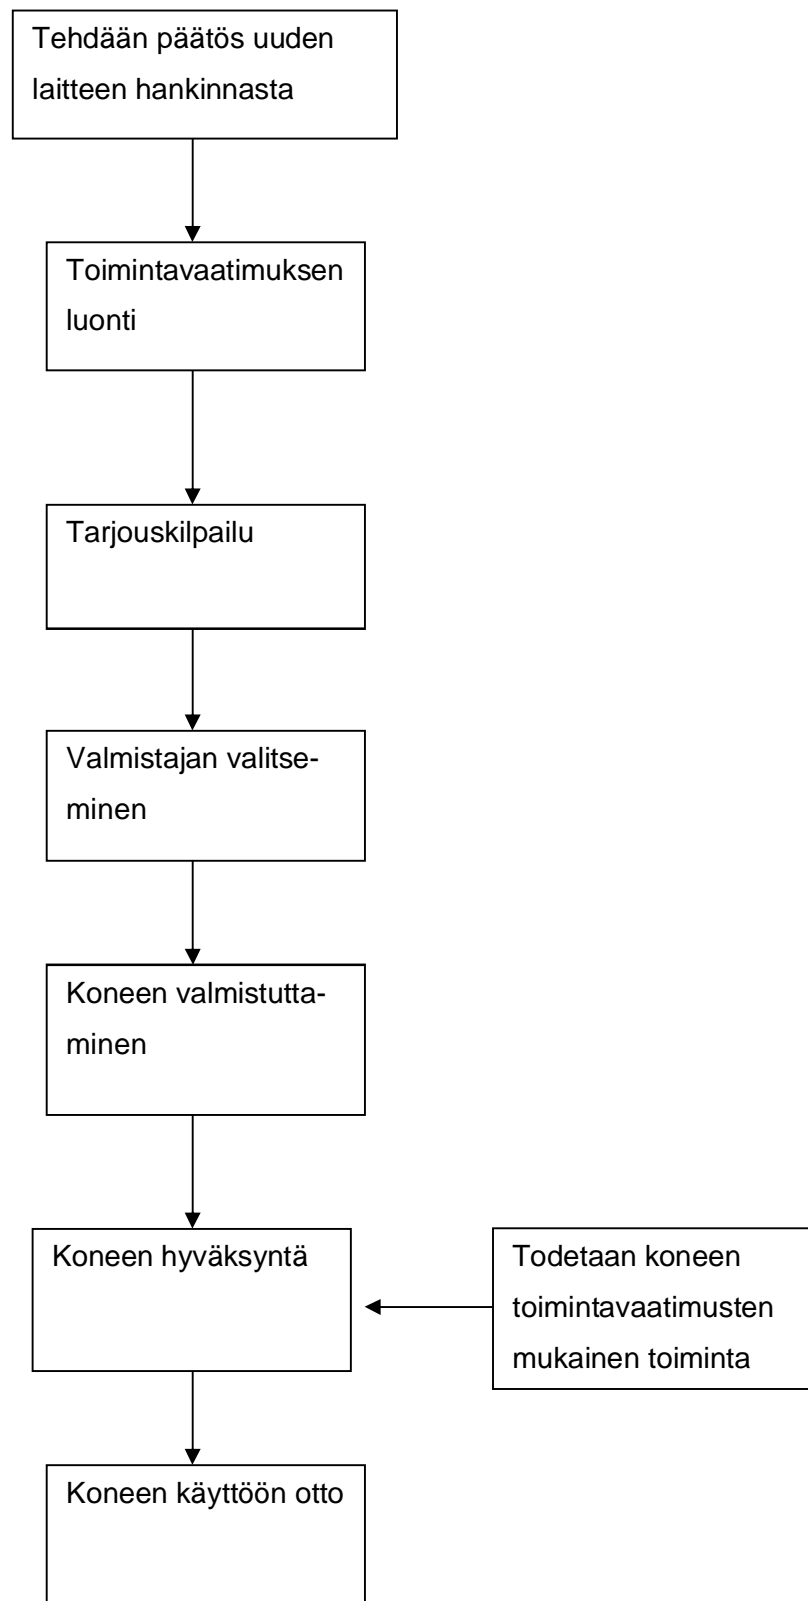 Tehdään päätös uuden
laitteen hankinnasta
Toimintavaatimuksen
luonti
Tarjouskilpailu
Valmistajan valitse-
minen
Koneen valmistutta-
minen
Koneen hyväksyntä
Todetaan koneen
toimintavaatimusten
mukainen toiminta
Koneen käyttöön otto